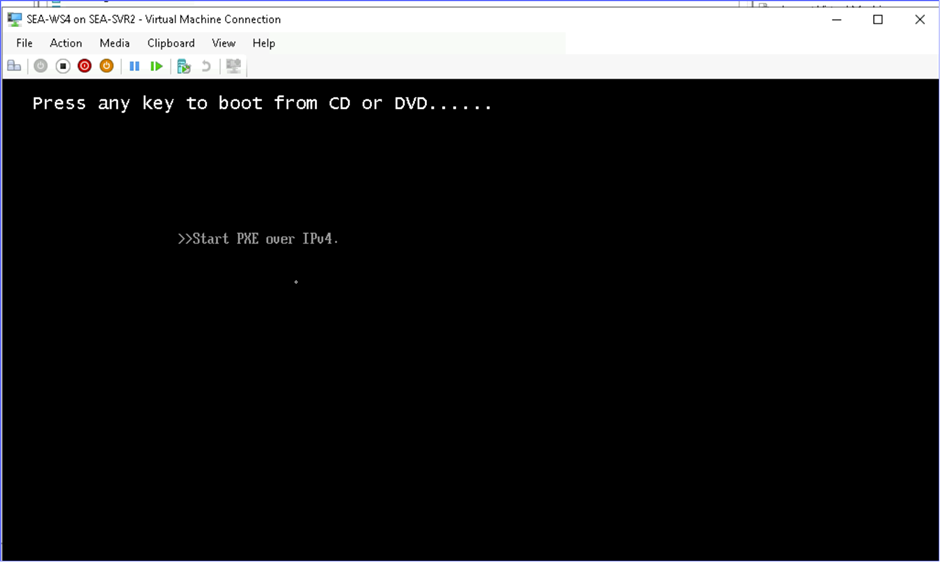 SEA-WS4 on SEA-SVR2 - Virtual Machine Connection
File Action Media Clipboard View Help
Press any key to boot from CD or DVD......
>>Start PXE over IPv4.